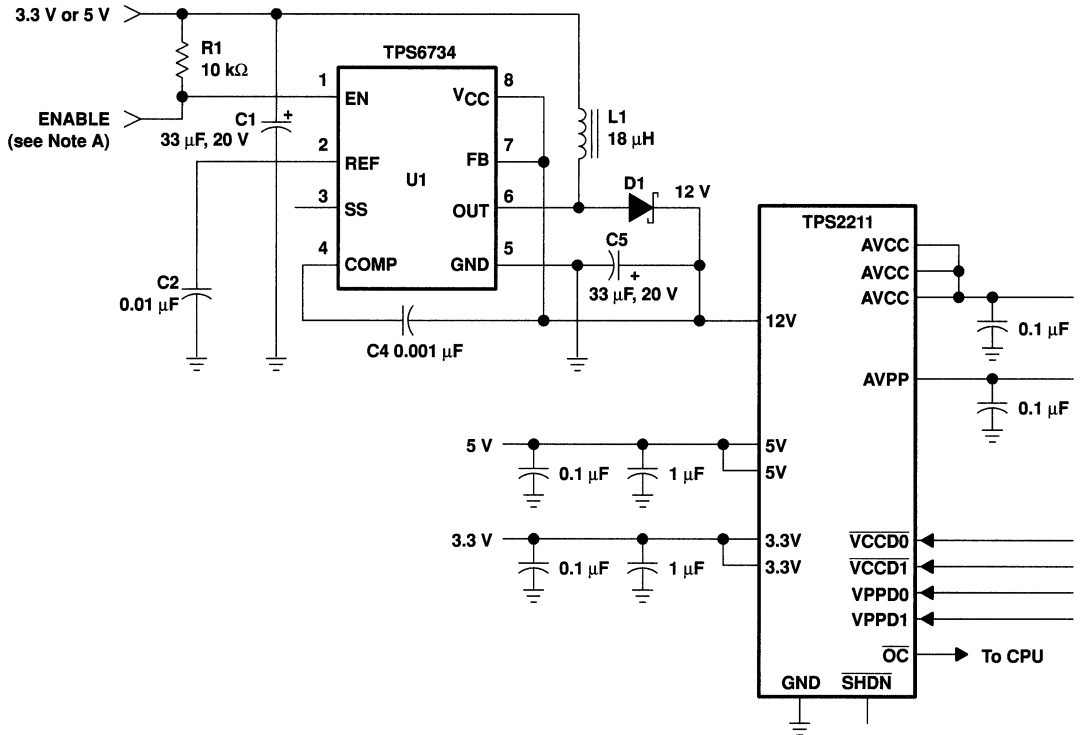 3.3 V or 5 V
R1
10 kΩ
ENABLE
(see Note A)
C1
+
33 µF, 20 V
TPS6734
1
EN
2
REF
3
SS
4
COMP
U1
8
VCC
7
FB
6
OUT
5
GND
L1
18 µH
D1
12 V
C5
+
33 µF, 20 V
C2
0.01 µF
C4 0.001 µF
TPS2211
AVCC
AVCC
AVCC
0.1 µF
12V
AVPP
0.1 µF
5 V
0.1 µF
1 µF
5V
5V
3.3 V
0.1 µF
1 µF
3.3V
3.3V
VCCD0
VCCD1
VPPD0
VPPD1
OC
To CPU
GND
SHDN